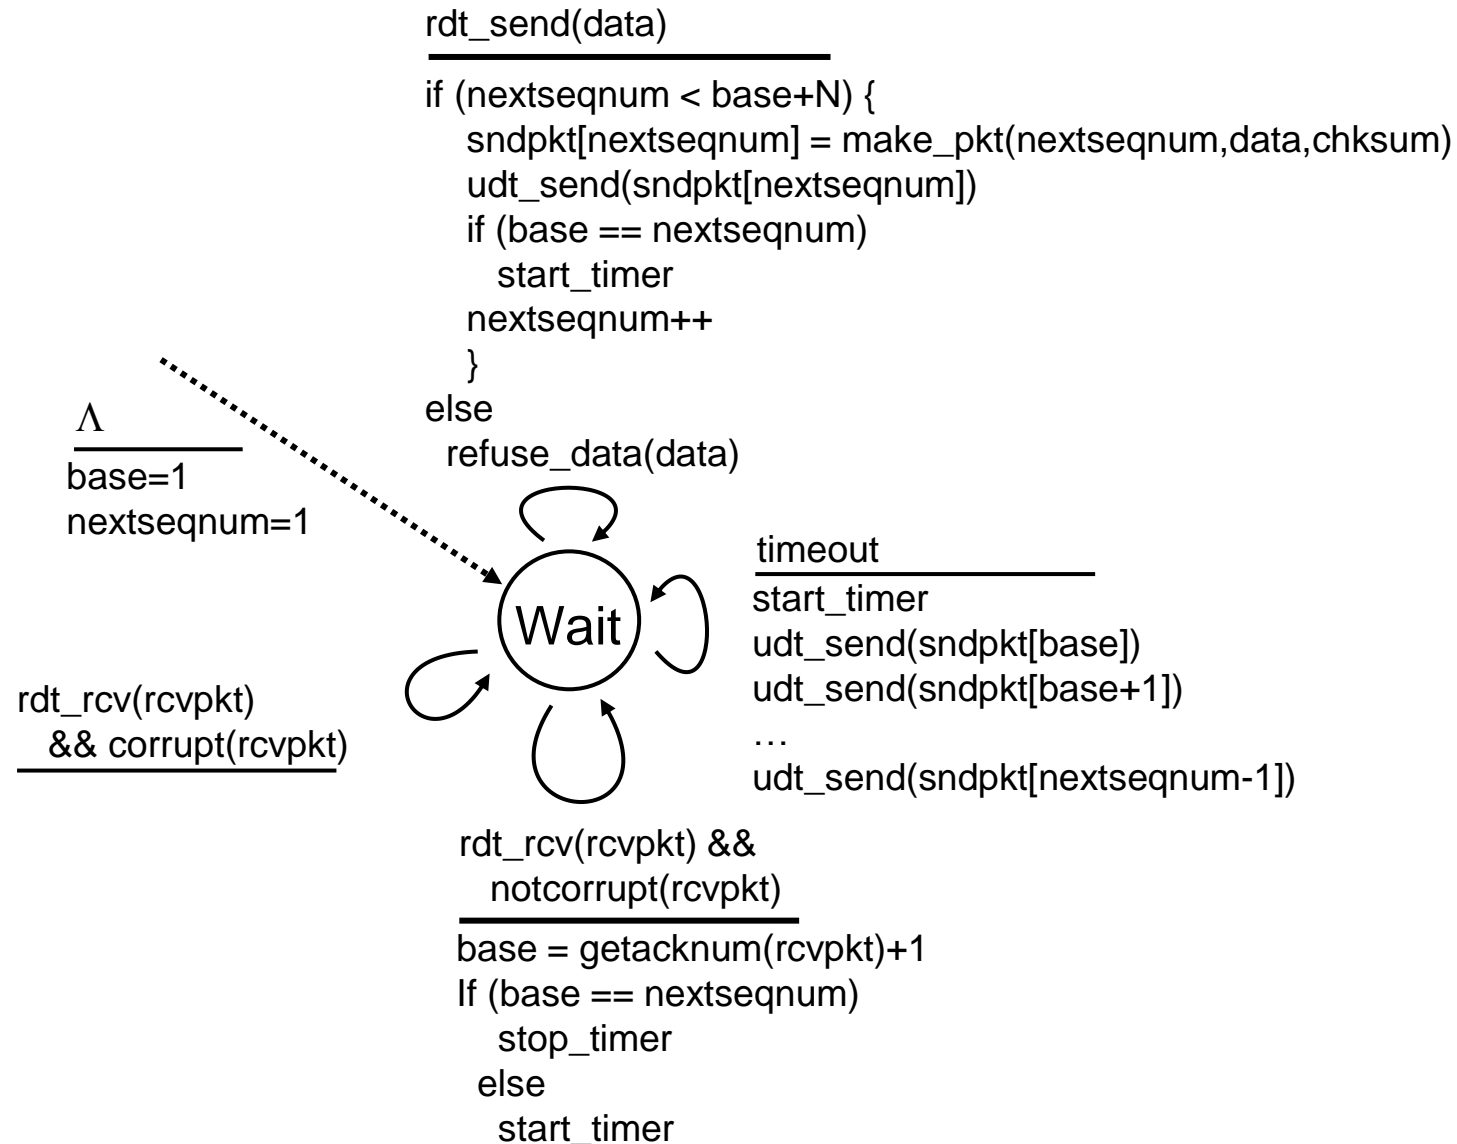 rdt_send(data)
if (nextseqnum < base+N) {
sndpkt[nextseqnum] = make_pkt(nextseqnum,data,chksum)
udt_send(sndpkt[nextseqnum])
if (base == nextseqnum)
start_timer
nextseqnum++
}
else
refuse_data(data)
Λ
base=1
nextseqnum=1
Wait
timeout
start_timer
udt_send(sndpkt[base])
udt_send(sndpkt[base+1])
…
udt_send(sndpkt[nextseqnum-1])
rdt_rcv(rcvpkt)
&& corrupt(rcvpkt)
rdt_rcv(rcvpkt) &&
notcorrupt(rcvpkt)
base = getacknum(rcvpkt)+1
If (base == nextseqnum)
stop_timer
else
start_timer